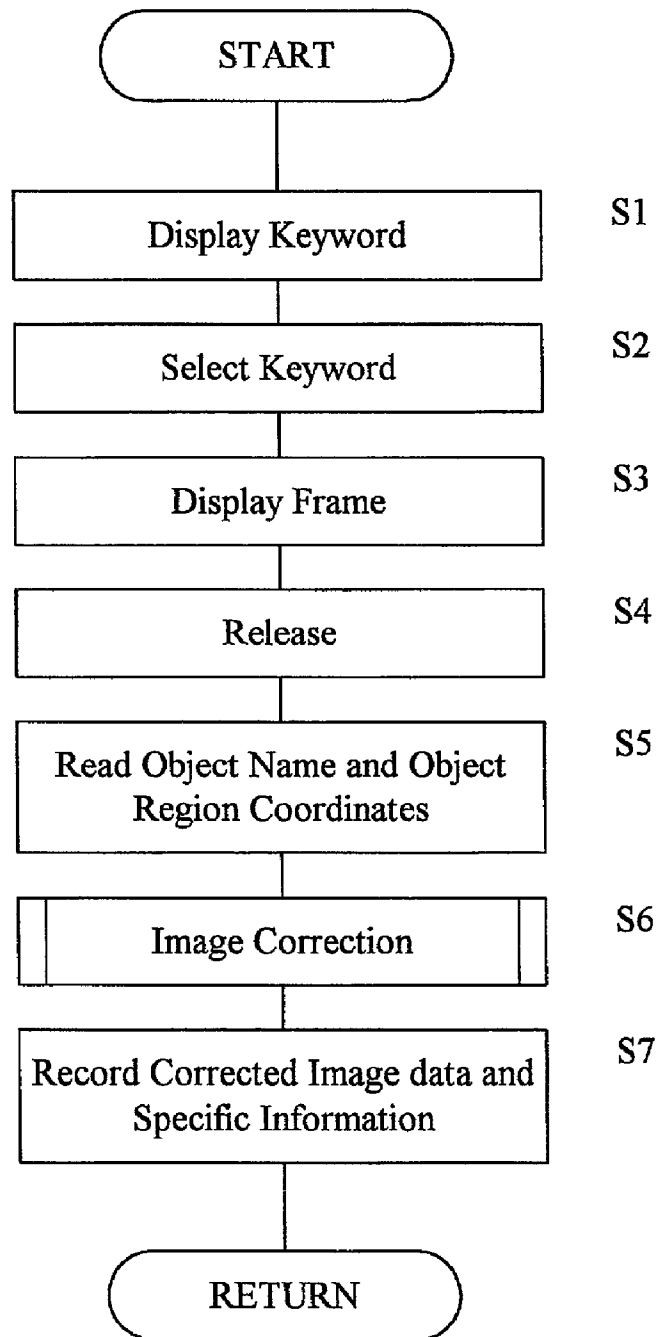 START
Display Keyword
S1
Select Keyword
S2
Display Frame
S3
Release
S4
Read Object Name and Object
Region Coordinates
S5
Image Correction
S6
Record Corrected Image data and
Specific Information
S7
RETURN